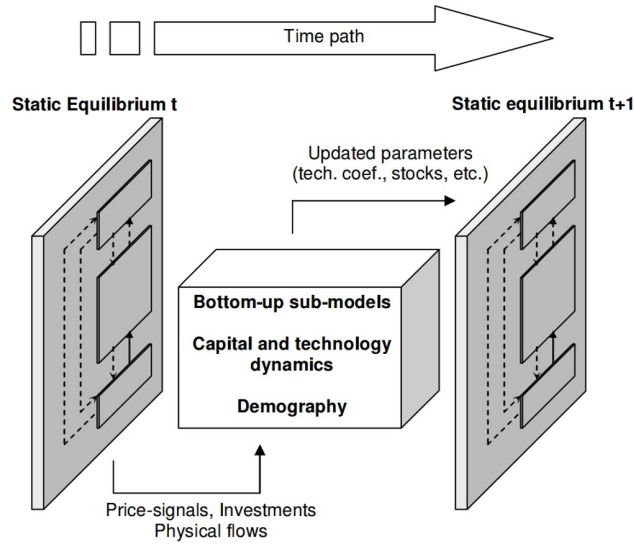 Time path
Static Equilibrium t
Static equilibrium t+1
Updated parameters
(tech. coef., stocks, etc.)
Bottom-up sub-models
Capital and technology
dynamics
Demography
Price-signals, Investments
Physical flows